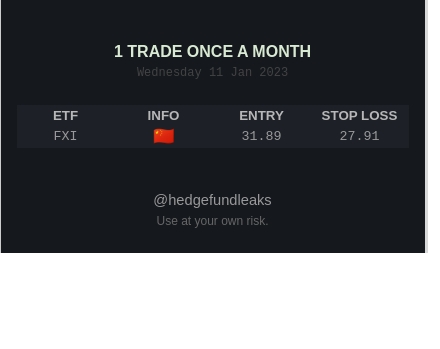 1 TRADE ONCE A MONTH
Wednesday 11 Jan 2023
ETF INFO ENTRY STOP LOSS
FXI 🇨🇳 31.89 27.91
@hedgefundleaks
Use at your own risk.